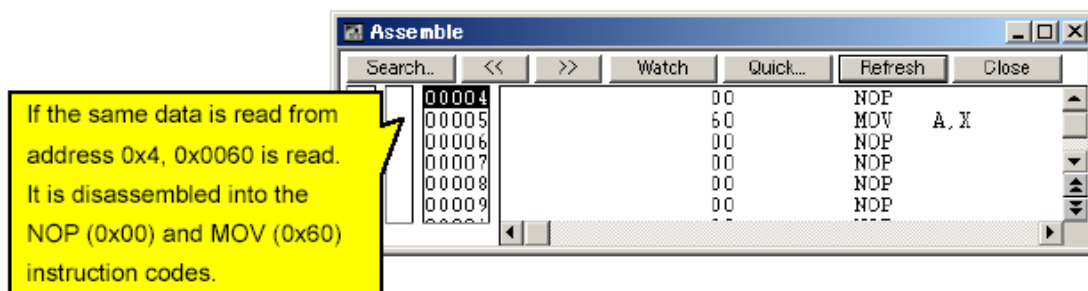 Assemble
Search.. << >> Watch Quick... Refresh Close
If the same data is read from
address 0x4, 0x0060 is read.
It is disassembled into the
NOP (0x00) and MOV (0x60)
instruction codes.
00004 00 NOP
00005 60 MOV A,X
00006 00 NOP
00007 00 NOP
00008 00 NOP
00009 00 NOP